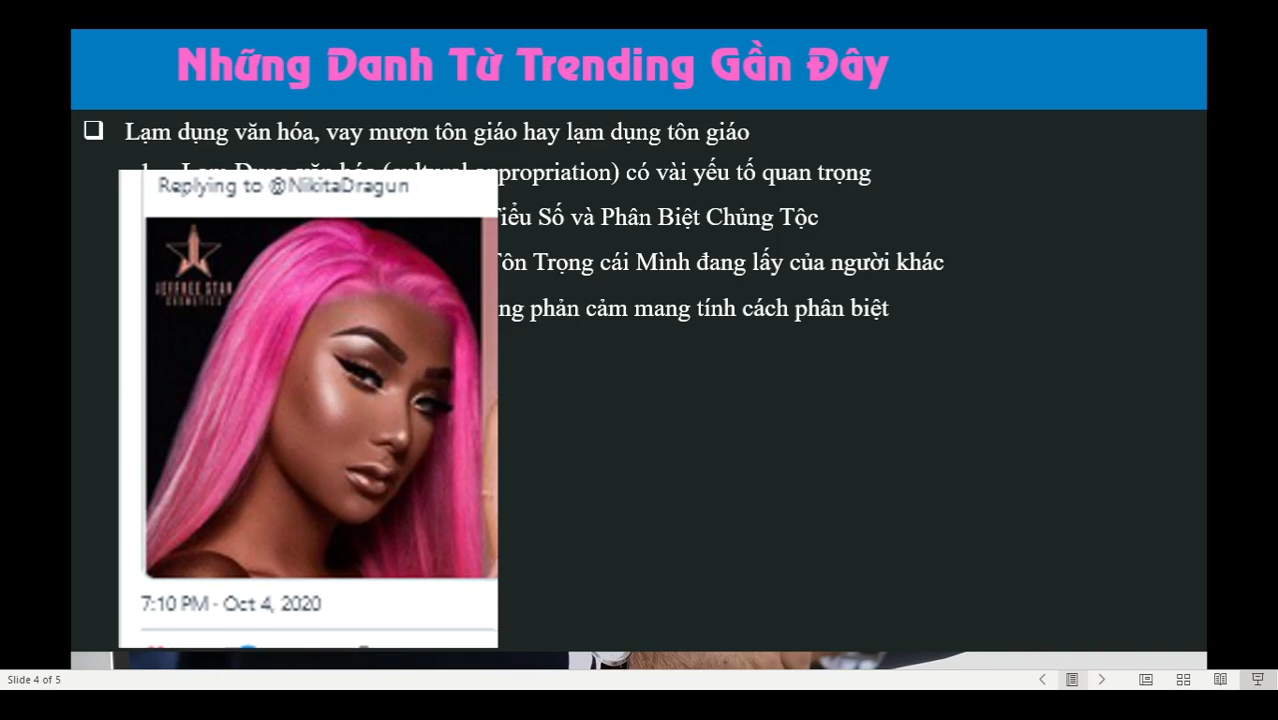 Những Danh Từ Trending Gần Đây
Lạm dụng văn hóa, vay mượn tôn giáo hay lạm dụng tôn giáo
appropriation) có vài yếu tố quan trọng
Replying to @NikitaDragun
Tiểu Số và Phân Biệt Chủng Tộc
Tôn Trọng cái Mình đang lấy của người khác
JEFFREE STAR
COSMETICS
ng phản cảm mang tính cách phân biệt
7:10 PM · Oct 4, 2020
Slide 4 of 5